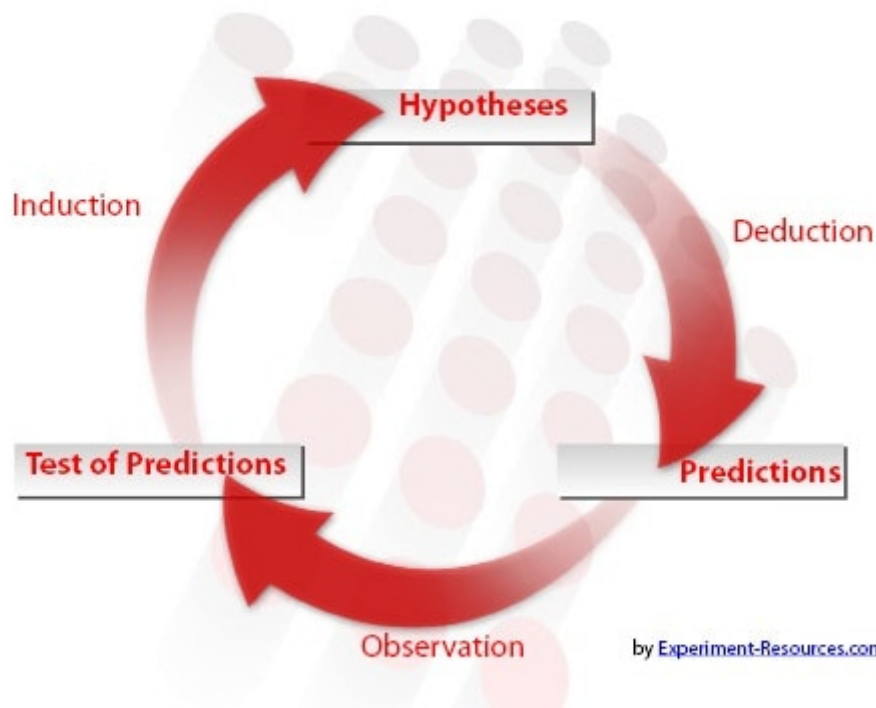 Hypotheses
Induction
Deduction
Test of Predictions
Predictions
Observation
by Experiment-Resources.com